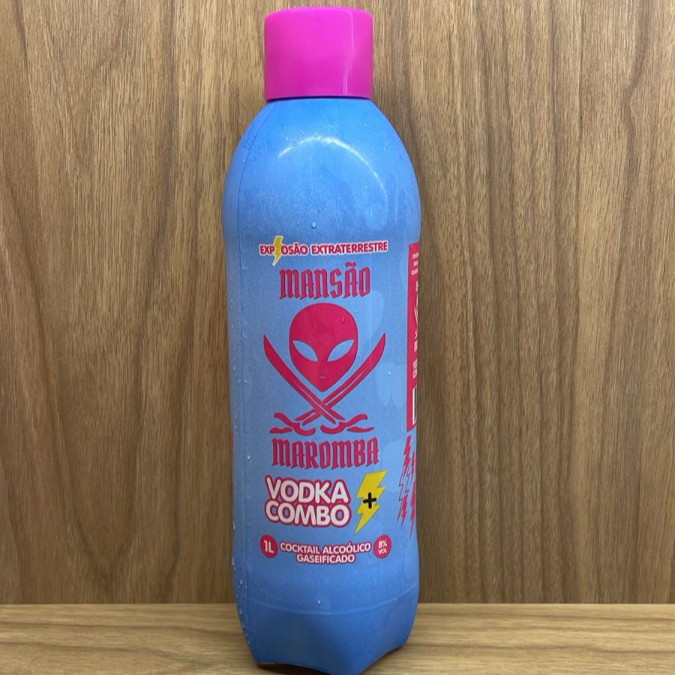 EXPLOSÃO EXTRATERRESTRE
MANSÃO
MAROMBA
VODKA
COMBO
+
1L
COCKTAIL ALCOÓLICO
GASEIFICADO
8%
VOL